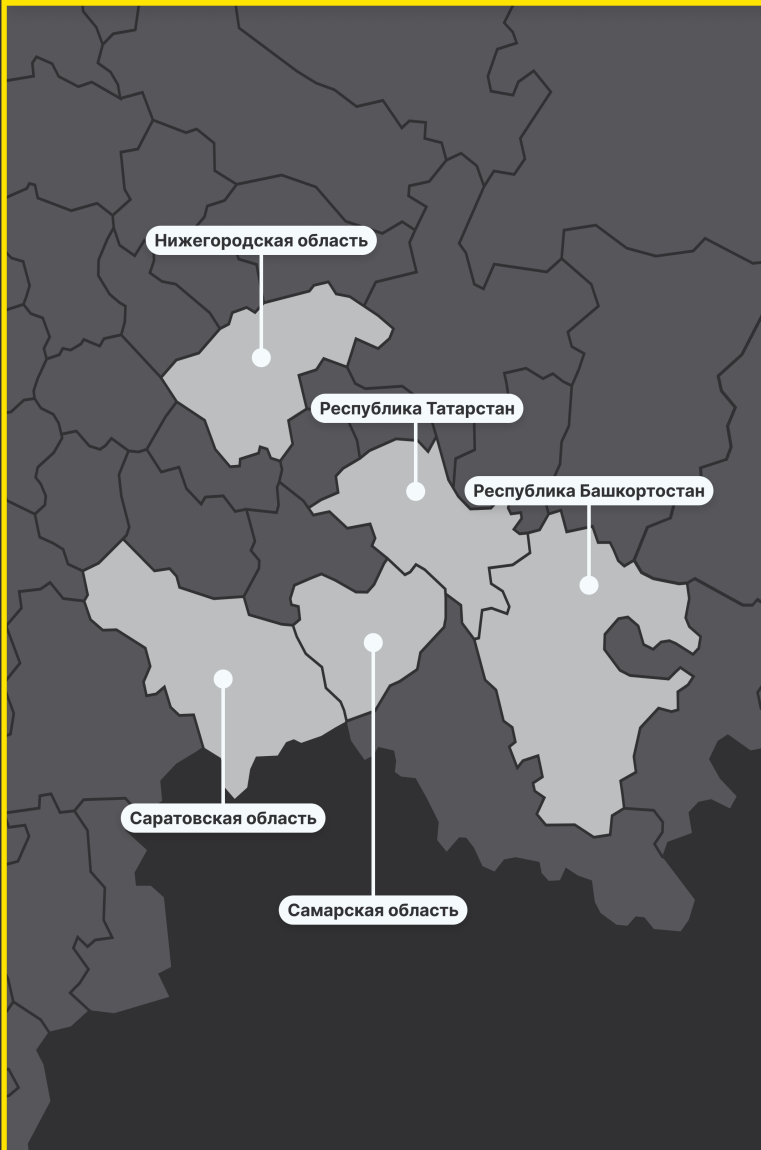 Нижегородская область
Республика Татарстан
Республика Башкортостан
Саратовская область
Самарская область